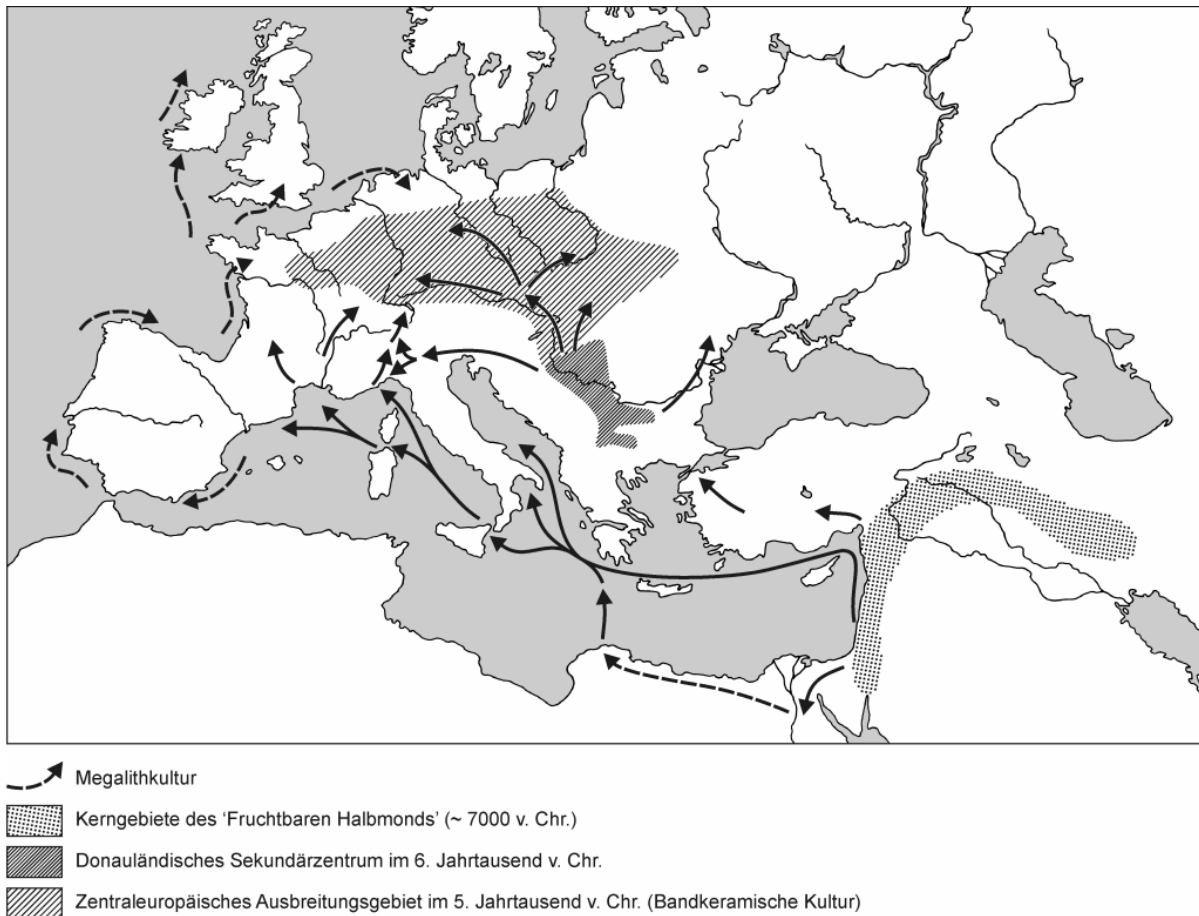 Megalithkultur
Kerngebiete des ‘Fruchtbaren Halbmonds’ (~ 7000 v. Chr.)
Donauländisches Sekundärzentrum im 6. Jahrtausend v. Chr.
Zentraleuropäisches Ausbreitungsgebiet im 5. Jahrtausend v. Chr. (Bandkeramische Kultur)